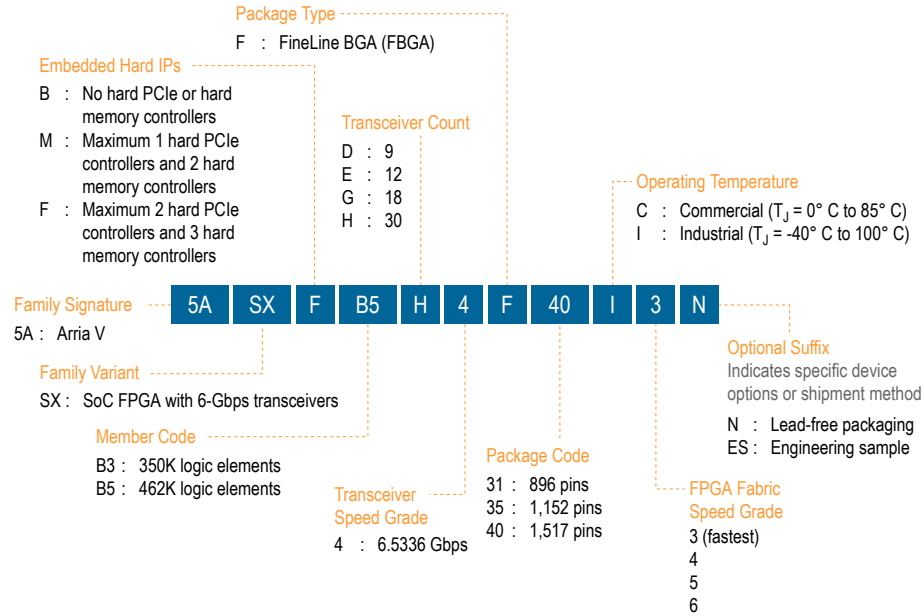 Package Type
F : FineLine BGA (FBGA)
Embedded Hard IPs
B : No hard PCIe or hard
memory controllers
M : Maximum 1 hard PCIe
controllers and 2 hard
memory controllers
F : Maximum 2 hard PCIe
controllers and 3 hard
memory controllers
Transceiver Count
D : 9
E : 12
G : 18
H : 30
Operating Temperature
C : Commercial (TJ = 0° C to 85° C)
I : Industrial (TJ = -40° C to 100° C)
Family Signature
5A : Arria V
5A SX F B5 H 4 F 40 I 3 N
Family Variant
SX : SoC FPGA with 6-Gbps transceivers
Member Code
B3 : 350K logic elements
B5 : 462K logic elements
Transceiver
Speed Grade
4 : 6.5336 Gbps
Package Code
31 : 896 pins
35 : 1,152 pins
40 : 1,517 pins
FPGA Fabric
Speed Grade
3 (fastest)
4
5
6
Optional Suffix
Indicates specific device
options or shipment method
N : Lead-free packaging
ES : Engineering sample